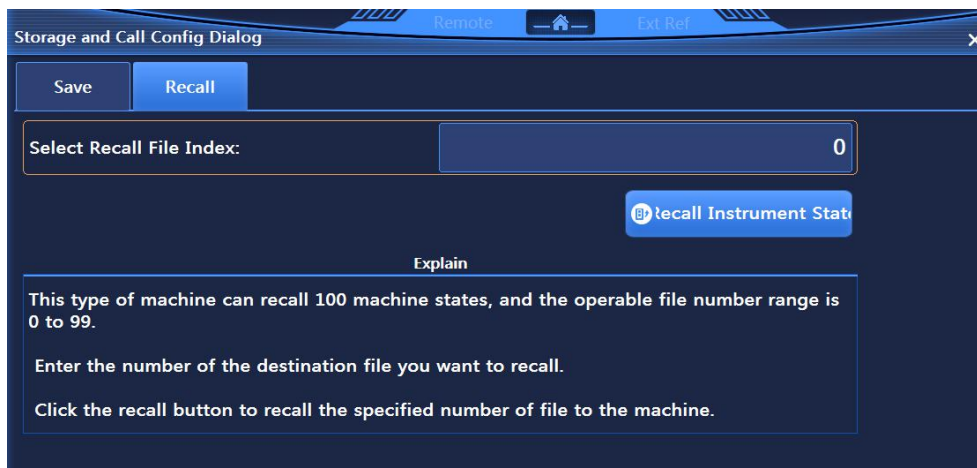 Remote
Ext Ref
Storage and Call Config Dialog
Save
Recall
Select Recall File Index:
0
Recall Instrument State
Explain
This type of machine can recall 100 machine states, and the operable file number range is
0 to 99.
Enter the number of the destination file you want to recall.
Click the recall button to recall the specified number of file to the machine.